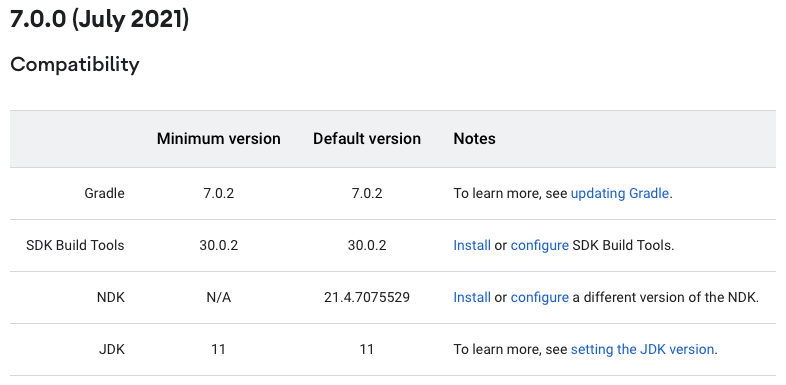 7.0.0 (July 2021)
Compatibility
Minimum version Default version Notes
Gradle 7.0.2 7.0.2 To learn more, see updating Gradle.
SDK Build Tools 30.0.2 30.0.2 Install or configure SDK Build Tools.
NDK N/A 21.4.7075529 Install or configure a different version of the NDK.
JDK 11 11 To learn more, see setting the JDK version.